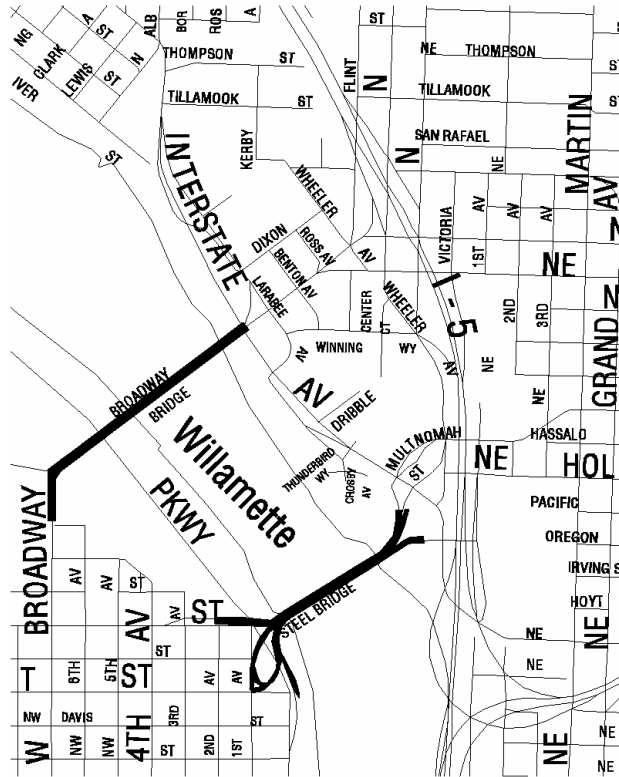 NG
CLARK
LEWIS
A
ST
ST
N
ALB
BOR
ROS
A
IVER
ST
THOMPSON ST
TILLAMOOK ST
KERBY
FLINT
ST
N
N
NE THOMPSON
ST
TILLAMOOK
ST
SAN RAFAEL
NE
MARTIN
AV
N
INTERSTATE
AV
WHEELER
AV
DIXON
ROSS AV
BENTON AV
LARABEE
AV
VICTORIA
1ST
AV
AV
AV
NE
N
2ND
3RD
NE
I-5
CENTER
CT
WHEELER
AV
WINNING WY
NE
GRAND
DRIBBLE
MULTNOMAH
ST
HASSALO
NE HOL
THUNDERBIRD
WY
CROSBY
AV
PACIFIC
OREGON
IRVING S
HOYT
NE
NE
NE
NE
NE
NE
BROADWAY
BRIDGE
Willamette
PKWY
STEEL BRIDGE
BROADWAY
AV
AV
ST
AV
AV
ST
ST
T
6TH
5TH
ST
AV
AV
NW DAVIS
3RD
ST
W
NW
NW
4TH
ST
2ND
1ST